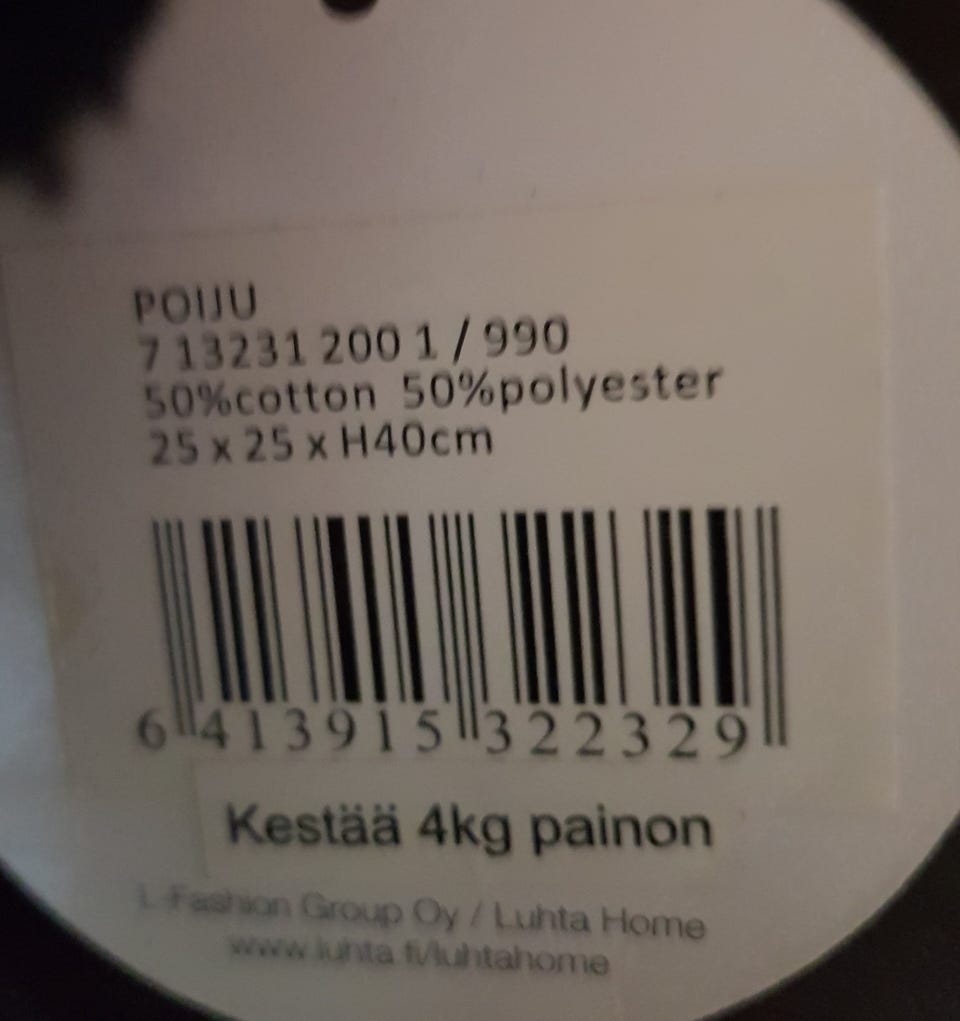 POIJU
7 13231 200 1 / 990
50%cotton 50%polyester
25 x 25 x H40cm
6 413915 322329
Kestää 4kg painon
L-Fashion Group Oy / Luhta Home
www.luhta.fi/luhtahome